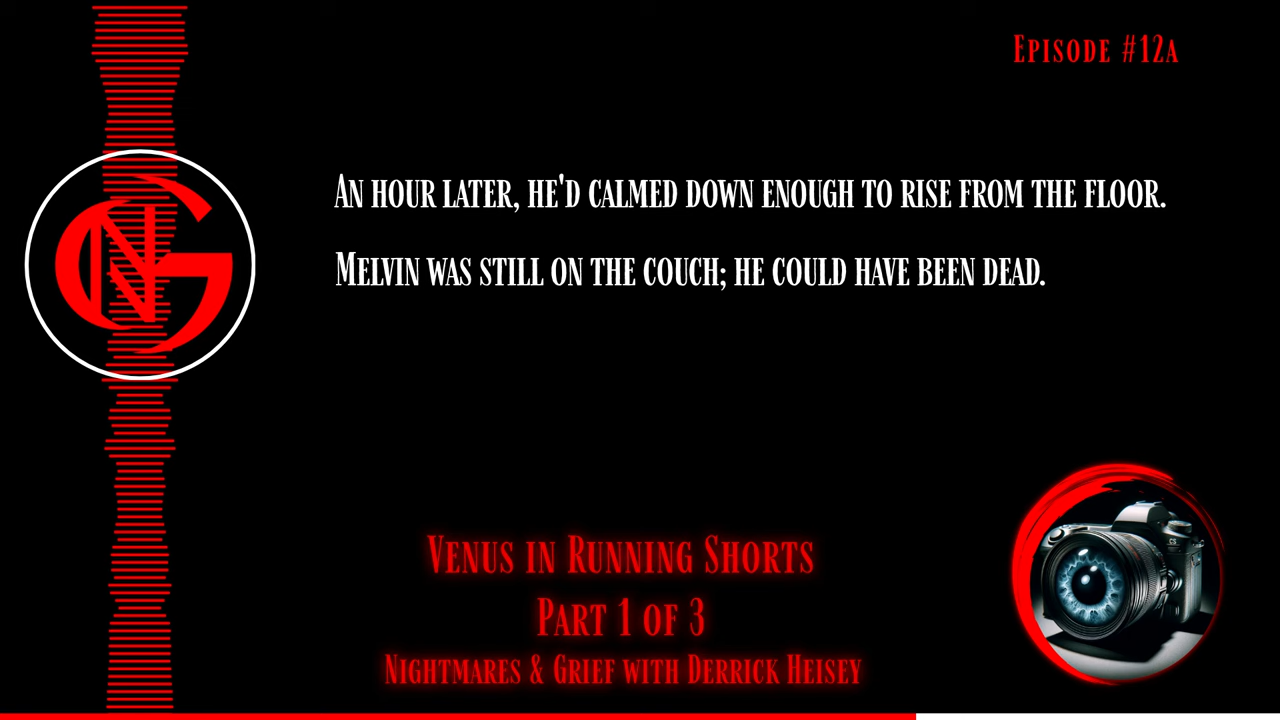 Episode #12A
An hour later, he'd calmed down enough to rise from the floor.
Melvin was still on the couch; he could have been dead.
NG
Venus in Running Shorts
Part 1 of 3
Nightmares & Grief with Derrick Heisey
CS